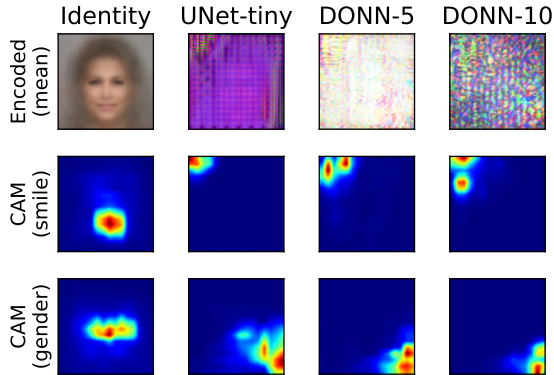 Identity UNet-tiny DONN-5 DONN-10
Encoded
(mean)
CAM
(smile)
CAM
(gender)